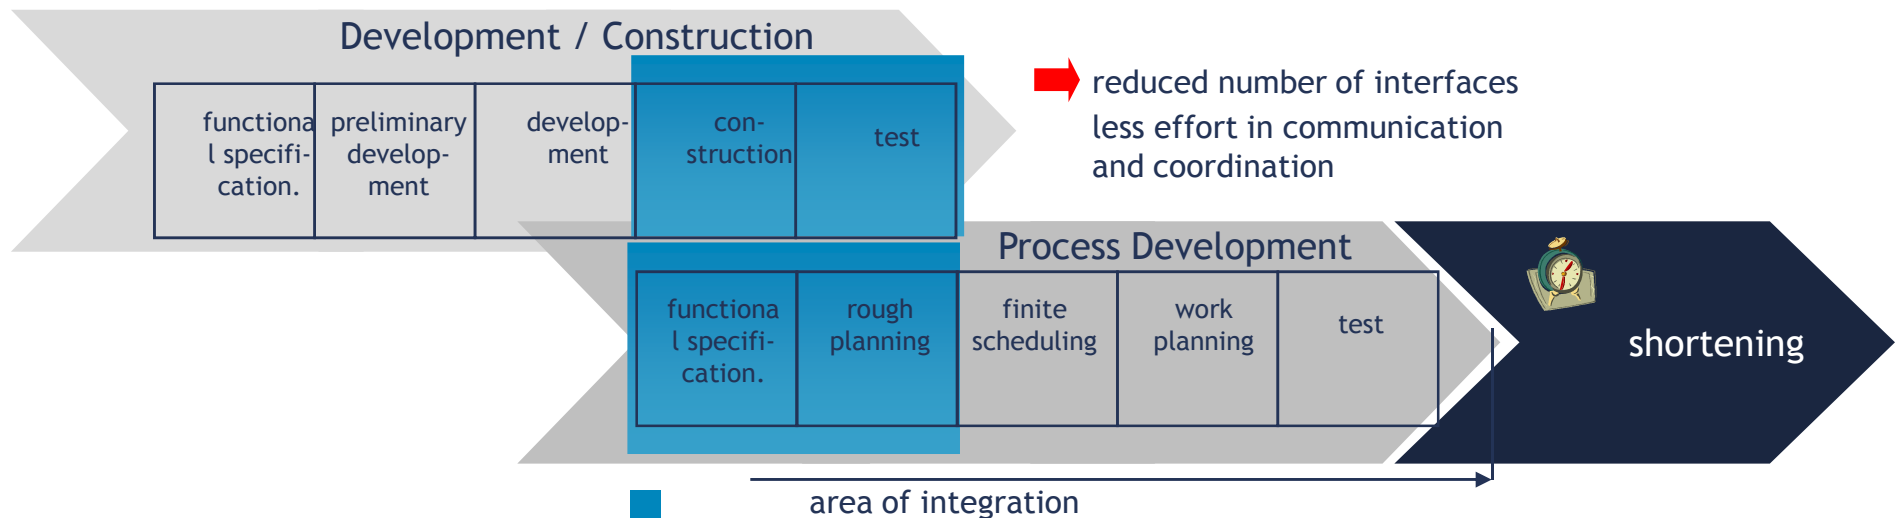 Development / Construction
functiona
l specifi-
cation.
preliminary
develop-
ment
develop-
ment
con-
struction
test
reduced number of interfaces
less effort in communication
and coordination
Process Development
functiona
l specifi-
cation.
rough
planning
finite
scheduling
work
planning
test
shortening
area of integration